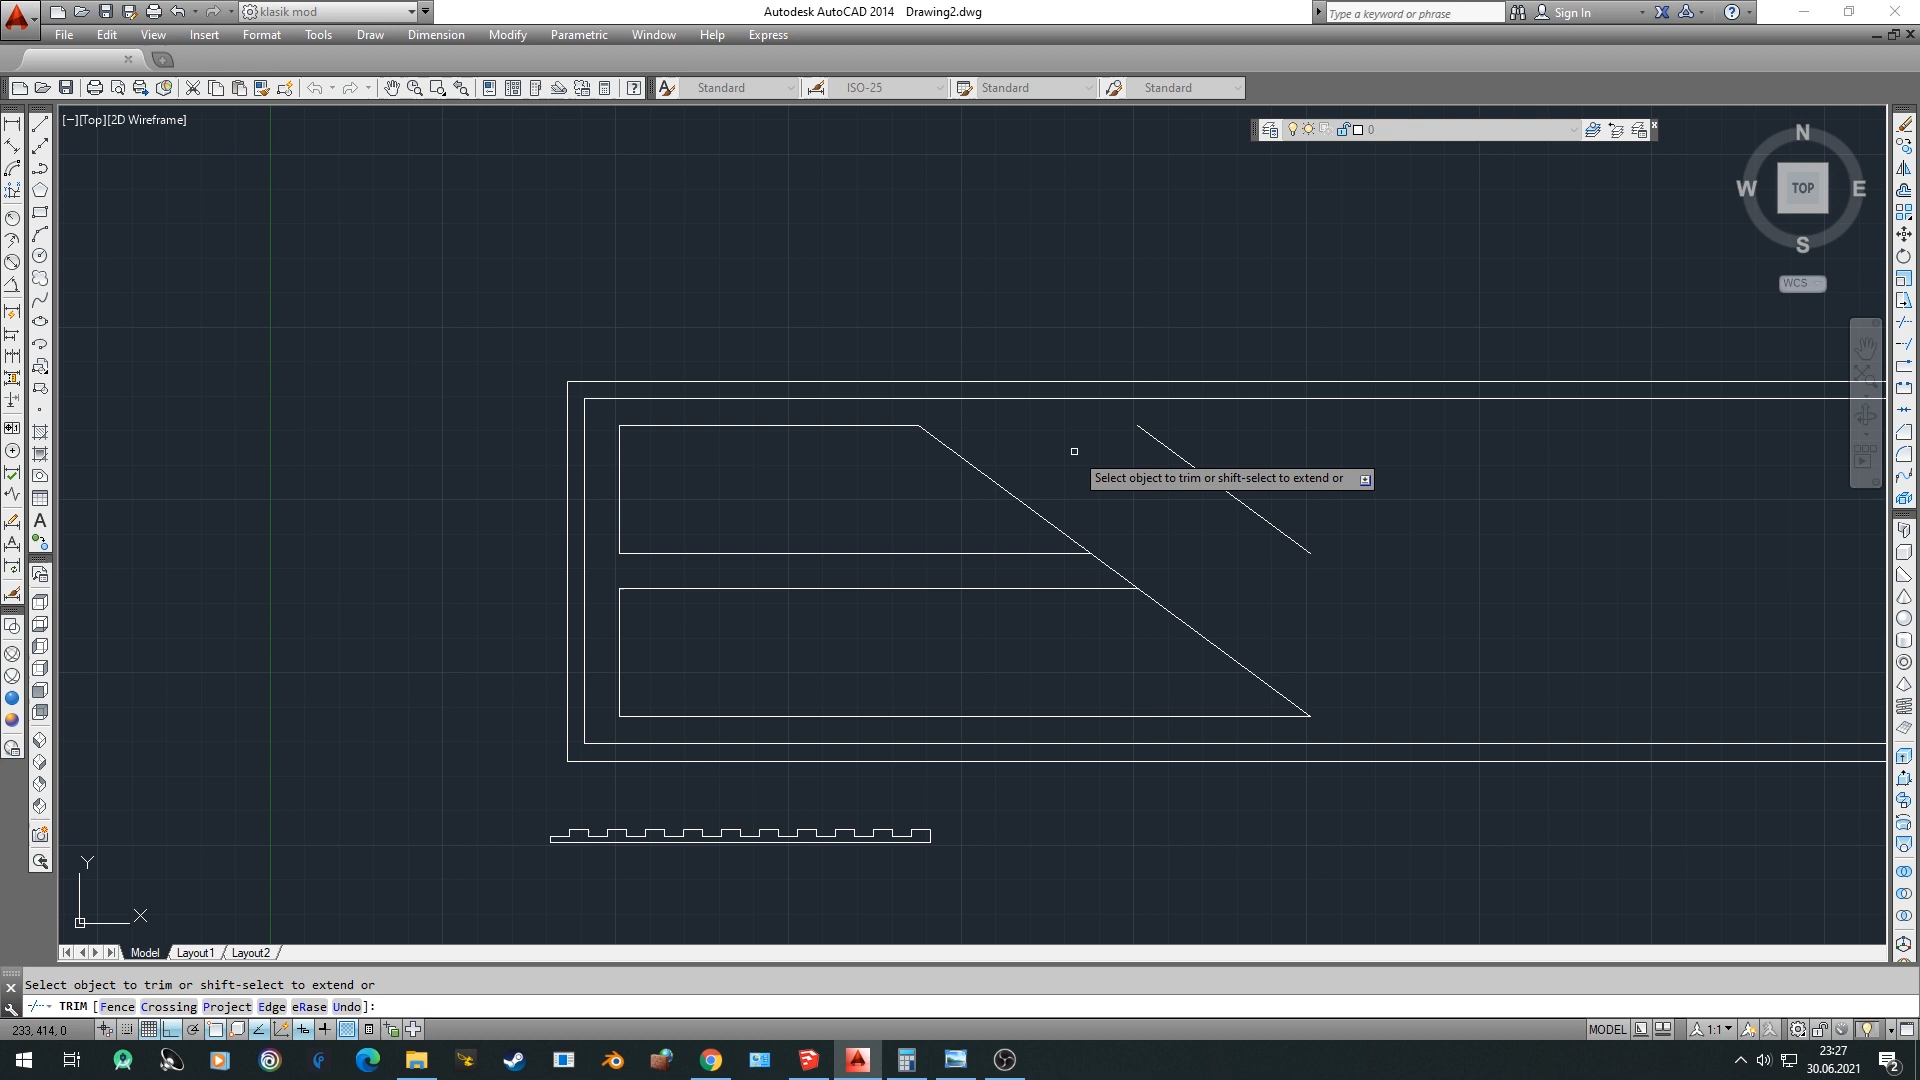 klasik mod
Autodesk AutoCAD 2014 Drawing2.dwg
Type a keyword or phrase
Sign In
File Edit View Insert Format Tools Draw Dimension Modify Parametric Window Help Express
Standard ISO-25 Standard Standard
[−][Top][2D Wireframe]
0
N
W TOP E
S
WCS
Select object to trim or shift-select to extend or
Y
X
Model Layout1 Layout2
Select object to trim or shift-select to extend or
TRIM [Fence Crossing Project Edge eRase Undo]:
233, 414, 0
MODEL 1:1
23:27
30.06.2021
2